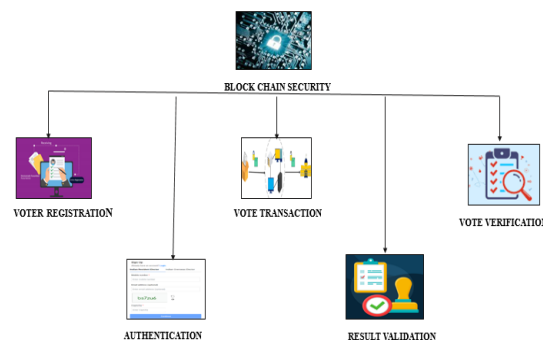 BLOCK CHAIN SECURITY
VOTER REGISTRATION
VOTE TRANSACTION
VOTE VERIFICATION
AUTHENTICATION
RESULT VALIDATION